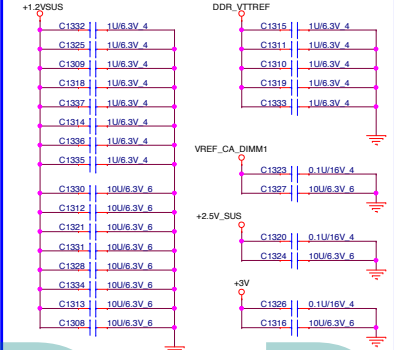 +1.2VSUS
C1332 1U/6.3V_4
C1325 1U/6.3V_4
C1309 1U/6.3V_4
C1318 1U/6.3V_4
C1337 1U/6.3V_4
C1314 1U/6.3V_4
C1336 1U/6.3V_4
C1335 1U/6.3V_4
C1330 10U/6.3V_6
C1312 10U/6.3V_6
C1321 10U/6.3V_6
C1331 10U/6.3V_6
C1328 10U/6.3V_6
C1334 10U/6.3V_6
C1313 10U/6.3V_6
C1308 10U/6.3V_6
DDR_VTTREF
C1315 1U/6.3V_4
C1311 1U/6.3V_4
C1310 1U/6.3V_4
C1319 1U/6.3V_4
C1333 1U/6.3V_4
VREF_CA_DIMM1
C1323 0.1U/16V_4
C1327 10U/6.3V_6
+2.5V_SUS
C1320 0.1U/16V_4
C1324 10U/6.3V_6
+3V
C1326 0.1U/16V_4
C1316 10U/6.3V_6